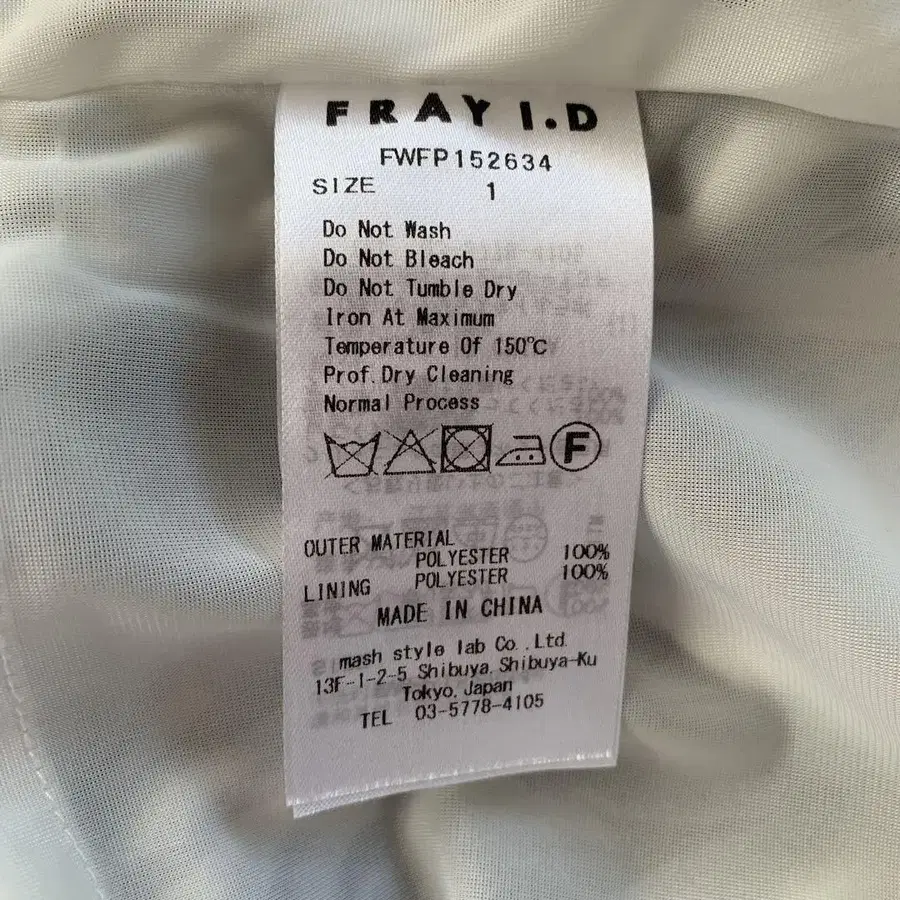 FRAY I.D
FWFP152634
SIZE 1
Do Not Wash
Do Not Bleach
Do Not Tumble Dry
Iron At Maximum
Temperature Of 150℃
Prof.Dry Cleaning
Normal Process
F
OUTER MATERIAL
POLYESTER 100%
LINING POLYESTER 100%
MADE IN CHINA
mash style lab Co.,Ltd.
13F-1-2-5 Shibuya.Shibuya-Ku
Tokyo.Japan
TEL 03-5778-4105